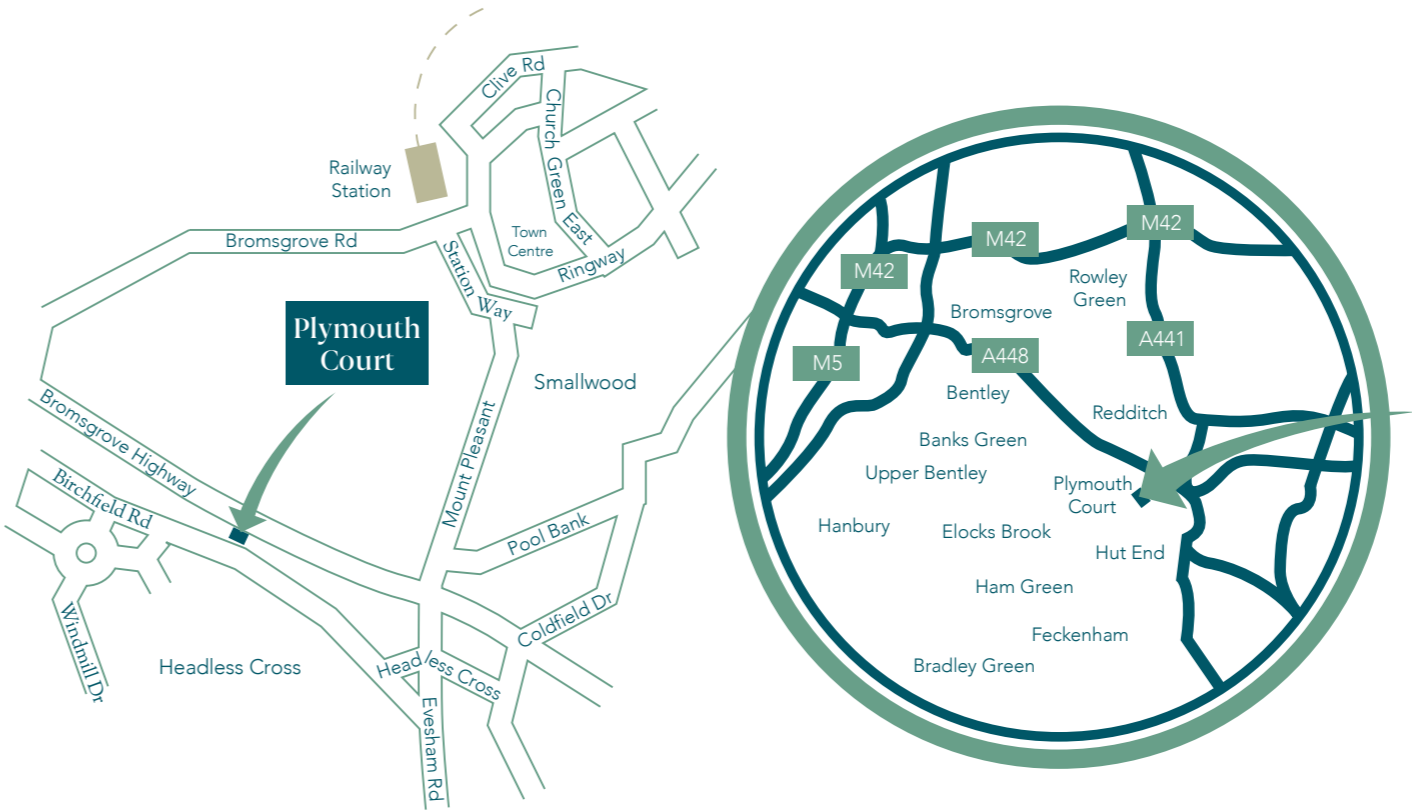 Clive Rd
Church Green East
Railway
Station
Bromsgrove Rd
Town
Centre
Station Way
Ringway
Plymouth
Court
Smallwood
Bromsgrove Highway
Mount Pleasant
Birchfield Rd
Pool Bank
Windmill Dr
Coldfield Dr
Headless Cross
Headless Cross
Evesham Rd
M42
M42
M42
Rowley
Green
Bromsgrove
A441
M5
A448
Bentley
Redditch
Banks Green
Upper Bentley
Plymouth
Court
Hanbury
Elocks Brook
Hut End
Ham Green
Feckenham
Bradley Green